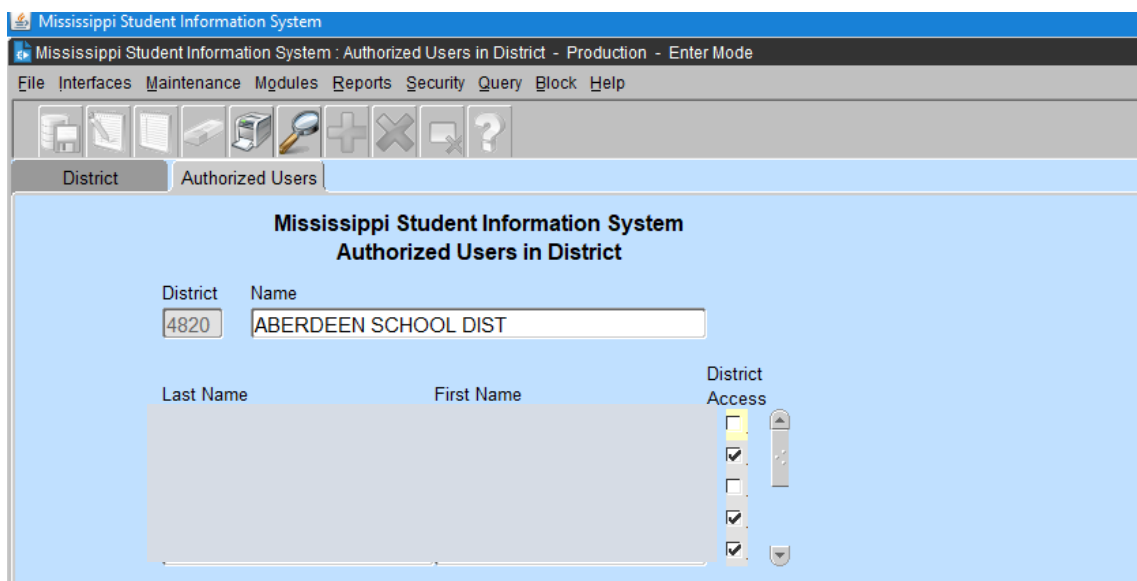 Mississippi Student Information System
Mississippi Student Information System : Authorized Users in District - Production - Enter Mode
File Interfaces Maintenance Modules Reports Security Query Block Help
District Authorized Users
Mississippi Student Information System
Authorized Users in District
District Name
4820 ABERDEEN SCHOOL DIST
District
Last Name First Name Access